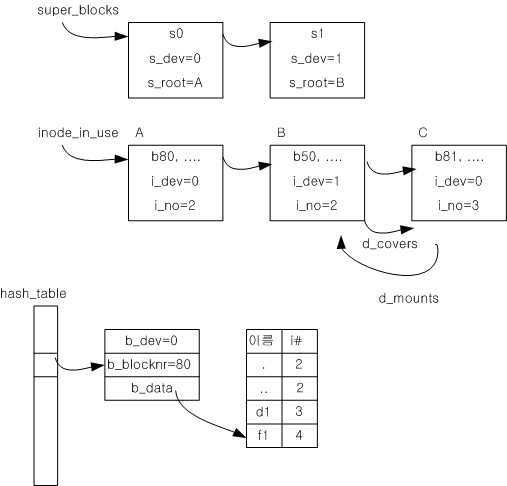 super_blocks
s0
s_dev=0
s_root=A
s1
s_dev=1
s_root=B
inode_in_use
A
B
C
b80, ....
i_dev=0
i_no=2
b50, ....
i_dev=1
i_no=2
b81, ....
i_dev=0
i_no=3
d_covers
d_mounts
hash_table
b_dev=0
b_blocknr=80
b_data
이름 i#
. 2
.. 2
d1 3
f1 4